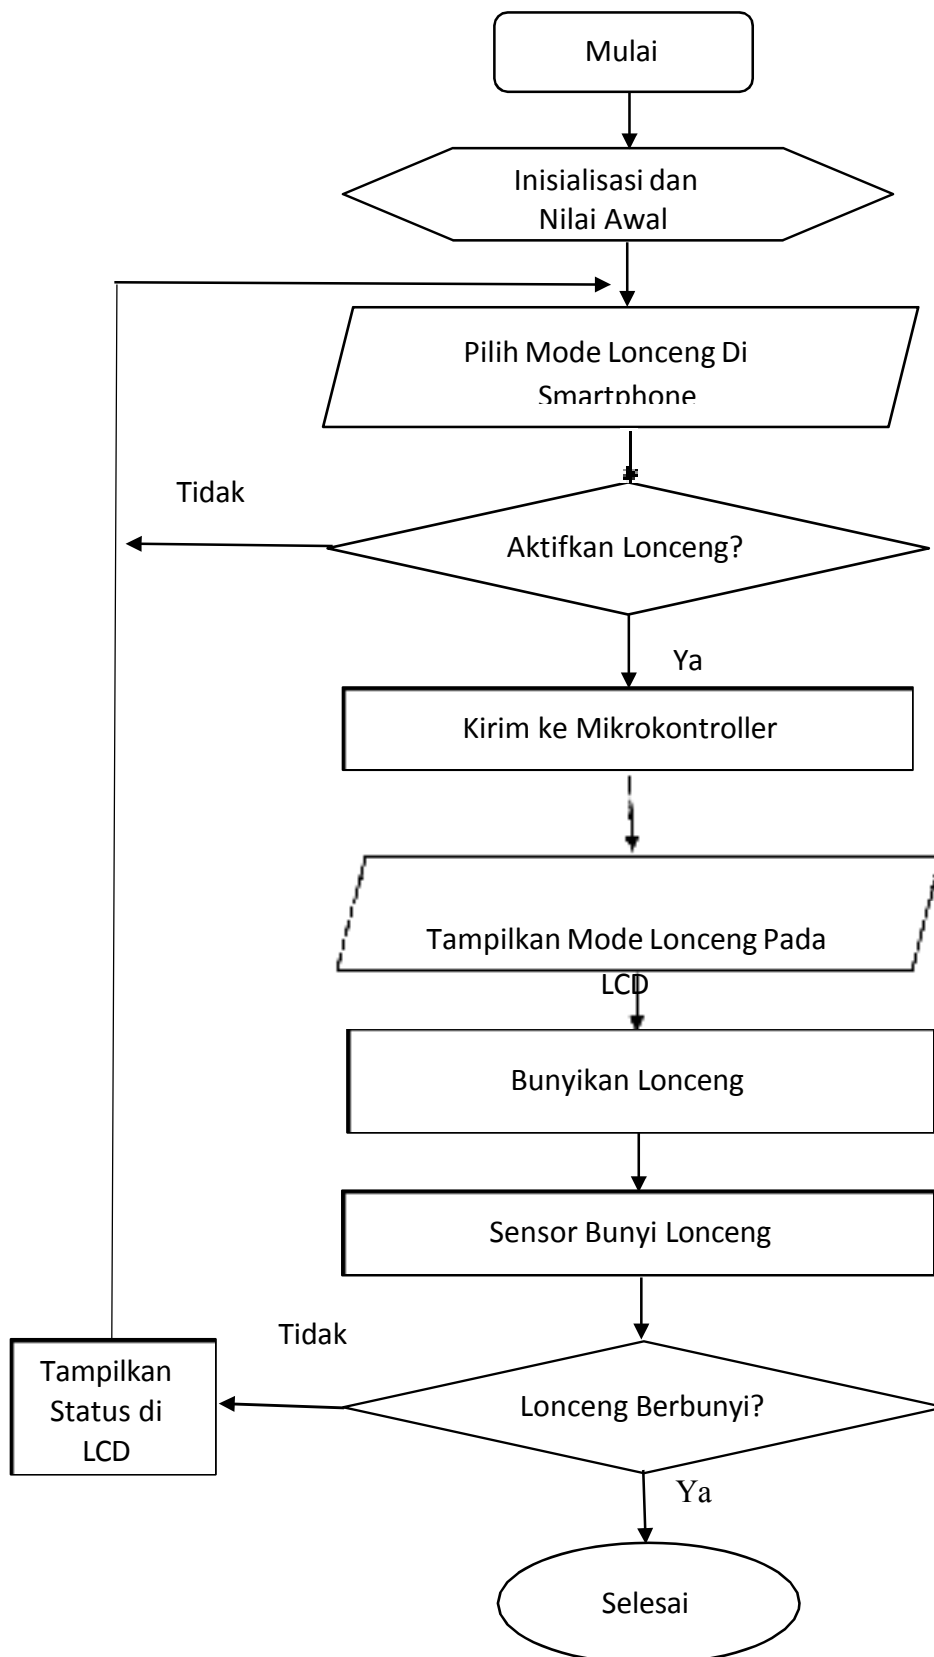 Mulai
Inisialisasi dan
Nilai Awal
Pilih Mode Lonceng Di
Smartphone
Tidak
Aktifkan Lonceng?
Ya
Kirim ke Mikrokontroller
Tampilkan Mode Lonceng Pada
LCD
Bunyikan Lonceng
Sensor Bunyi Lonceng
Tidak
Tampilkan
Status di
LCD
Lonceng Berbunyi?
Ya
Selesai